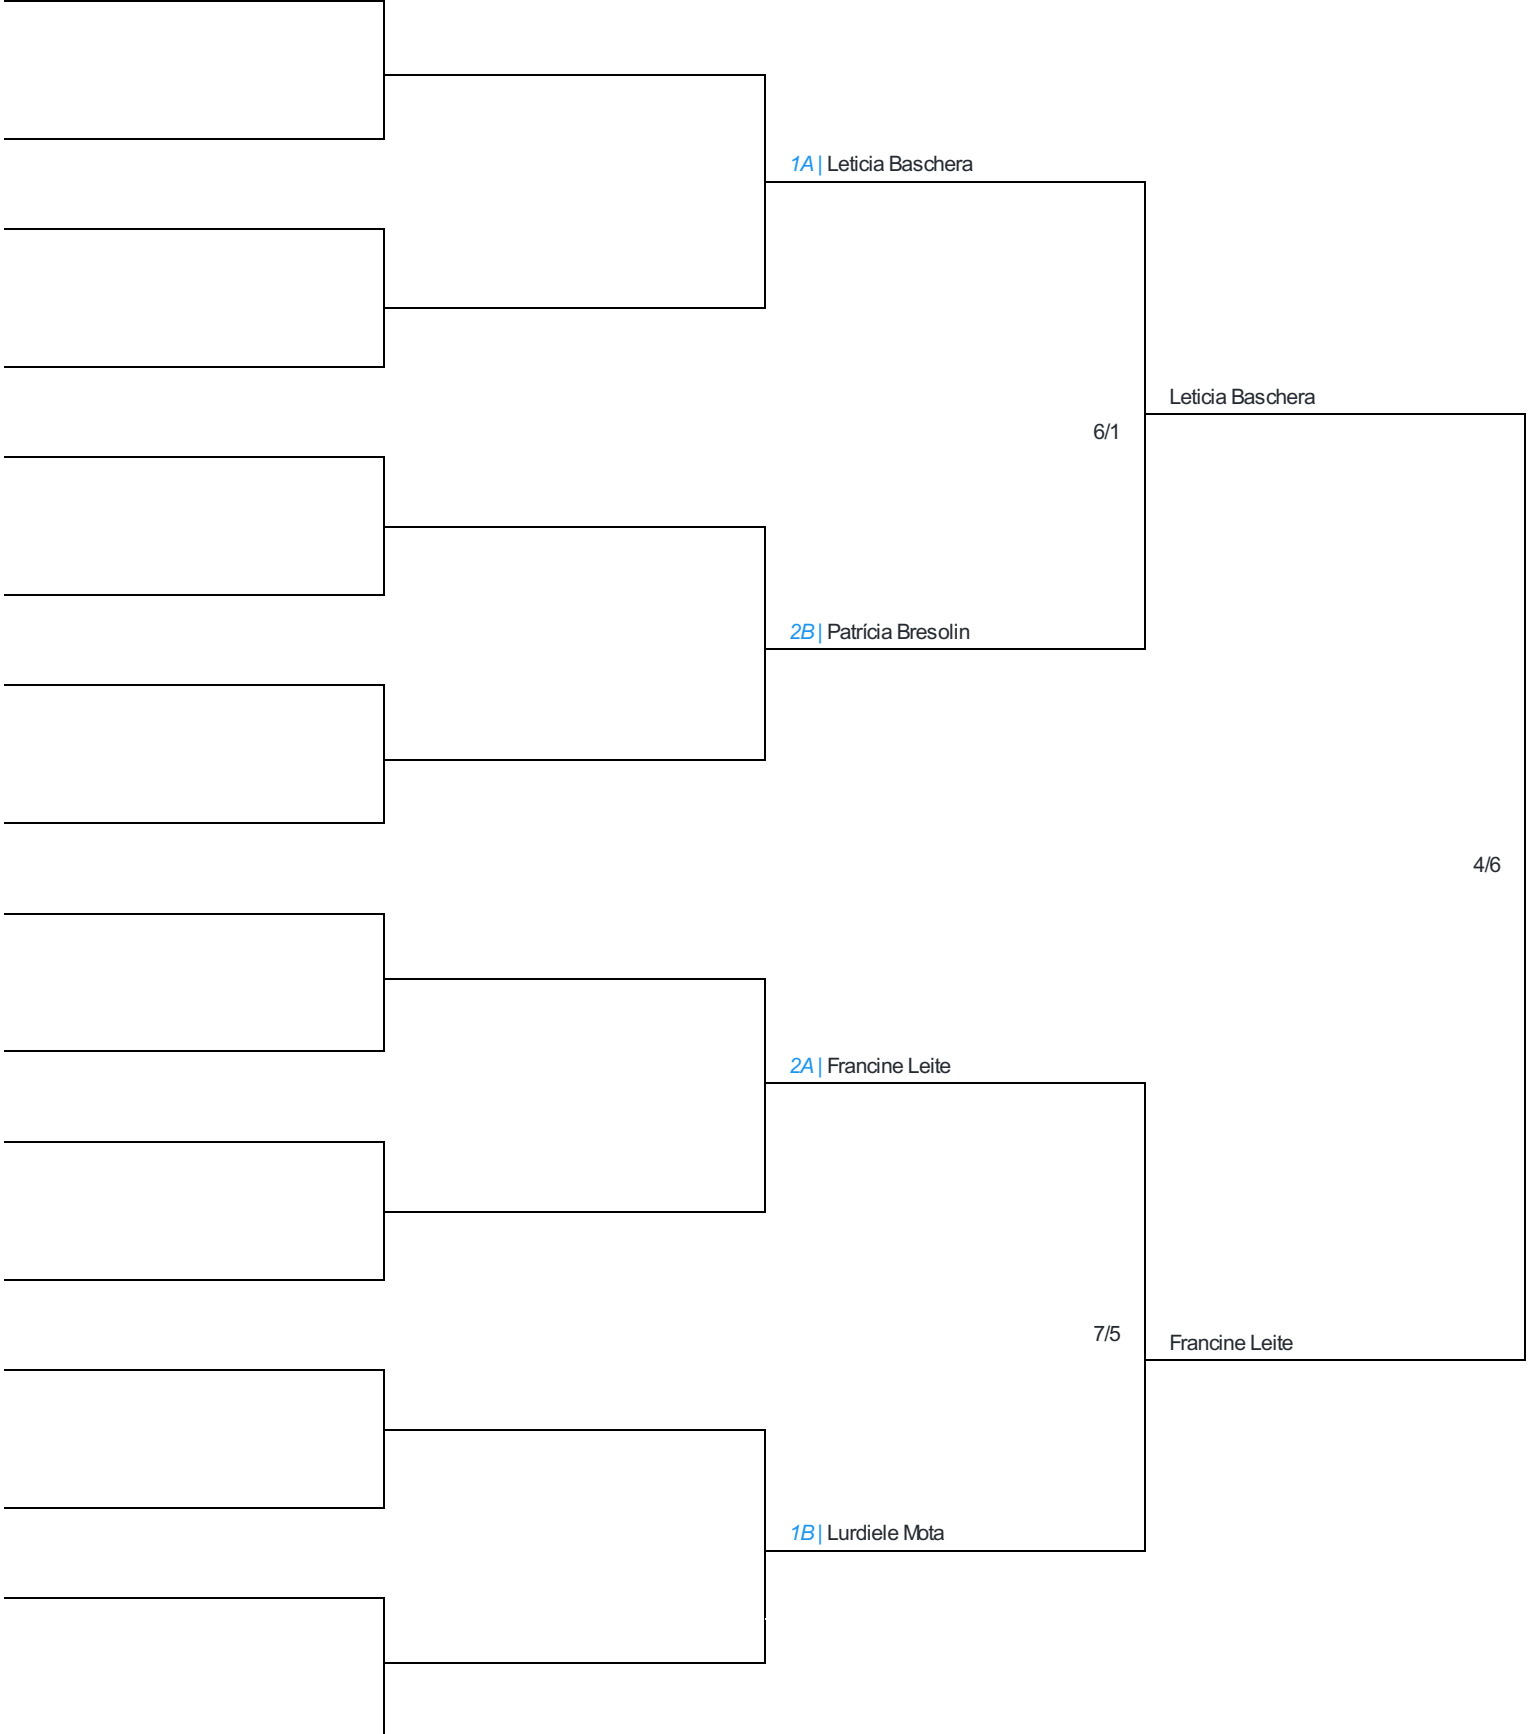 1A | Leticia Baschera
Leticia Baschera
6/1
2B | Patrícia Bresolin
4/6
2A | Francine Leite
7/5
Francine Leite
1B | Lurdiele Mota